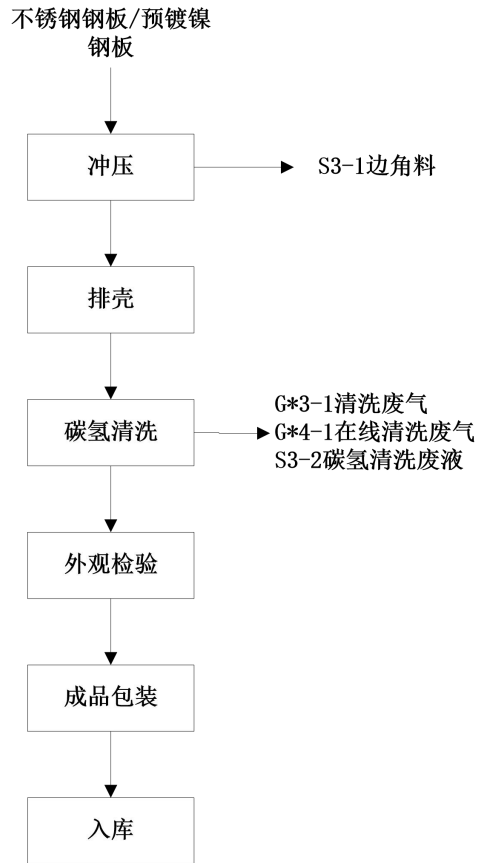 不锈钢钢板/预镀镍
钢板
冲压
S3-1边角料
排壳
碳氢清洗
G*3-1清洗废气
G*4-1在线清洗废气
S3-2碳氢清洗废液
外观检验
成品包装
入库